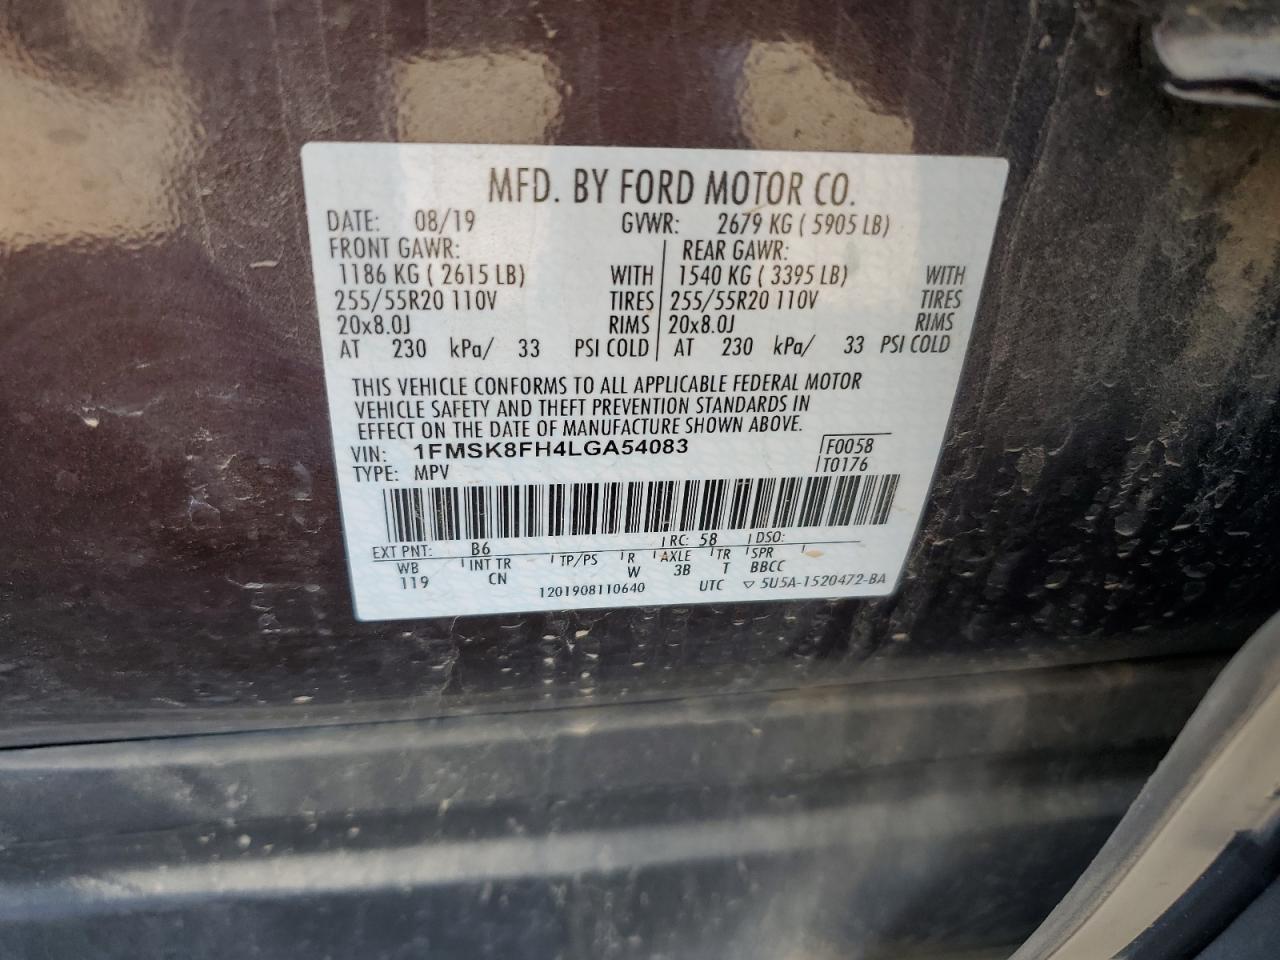 MFD. BY FORD MOTOR CO.
DATE: 08/19 GVWR: 2679 KG ( 5905 LB)
FRONT GAWR: REAR GAWR:
1186 KG ( 2615 LB) WITH 1540 KG ( 3395 LB) WITH
255/55R20 110V TIRES 255/55R20 110V TIRES
20x8.0J RIMS 20x8.0J RIMS
AT 230 kPa/ 33 PSI COLD AT 230 kPa/ 33 PSI COLD
THIS VEHICLE CONFORMS TO ALL APPLICABLE FEDERAL MOTOR
VEHICLE SAFETY AND THEFT PREVENTION STANDARDS IN
EFFECT ON THE DATE OF MANUFACTURE SHOWN ABOVE.
VIN: 1FMSK8FH4LGA54083 F0058
TYPE: MPV T0176
EXT PNT: B6 RC: 58 DSO:
WB INT TR TP/PS R AXLE TR SPR
119 CN W 3B T BBCC
1201908110640 UTC ▽ 5U5A-1520472-BA